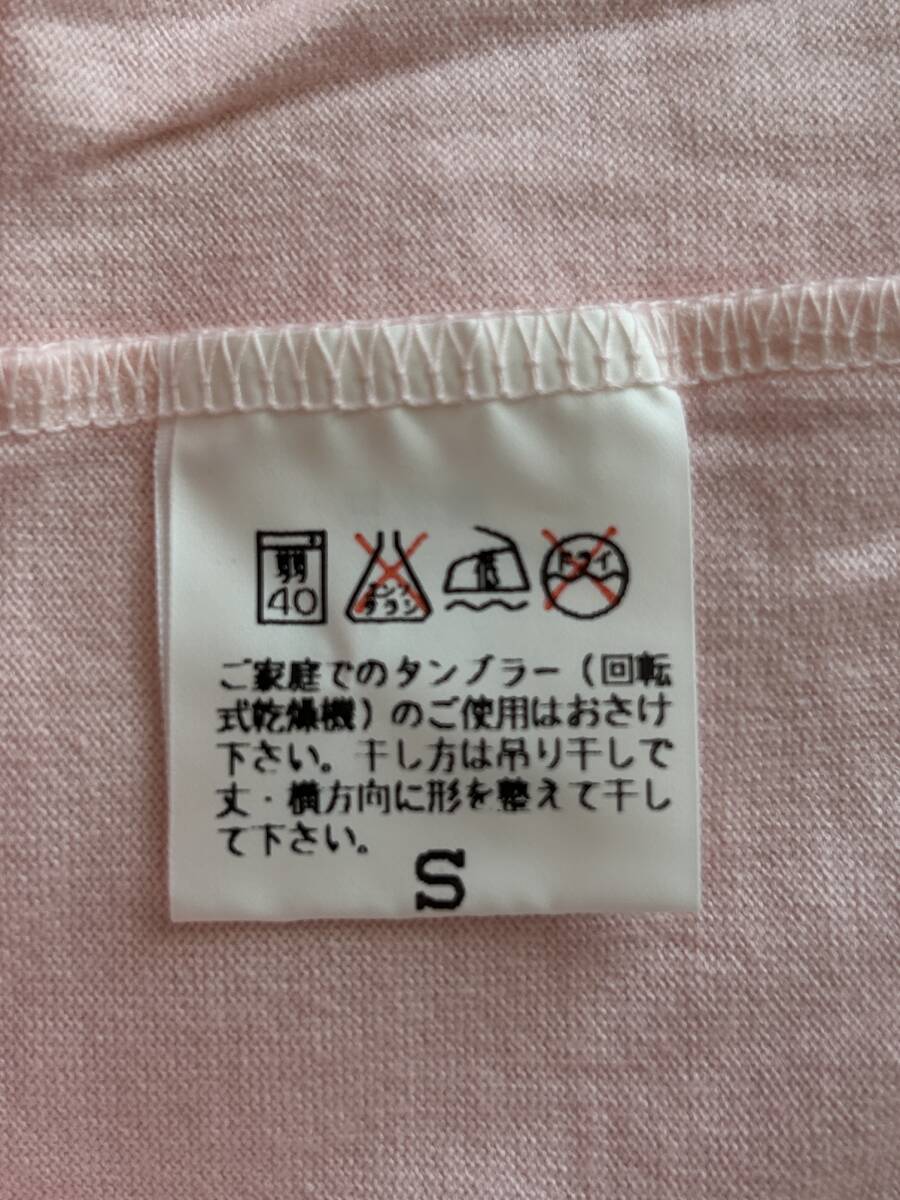 弱 エンソ 低 ドライ
40 サラシ
ご家庭でのタンブラー（回転
式乾燥機）のご使用はおさけ
下さい。干し方は吊り干しで
丈・横方向に形を整えて干し
て下さい。
S